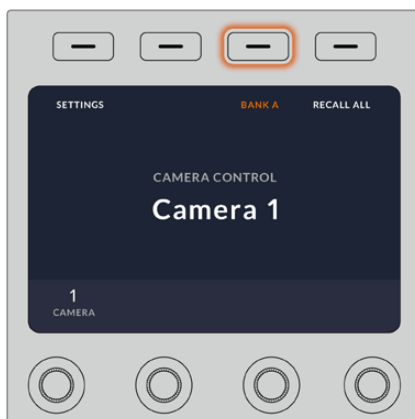 SETTINGS BANK A RECALL ALL
CAMERA CONTROL
Camera 1
1
CAMERA